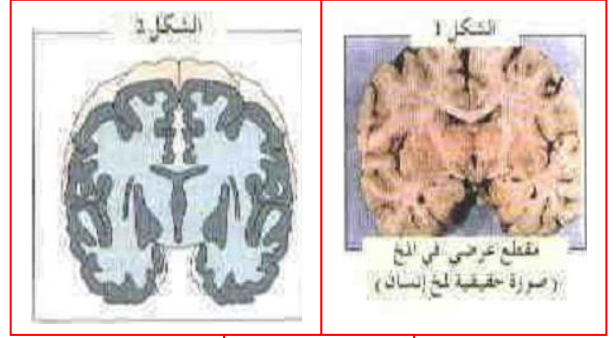 الشكل 1
الشكل 2
مقطع عرضي في المخ
(صورة حقيقية لمخ إنسان)